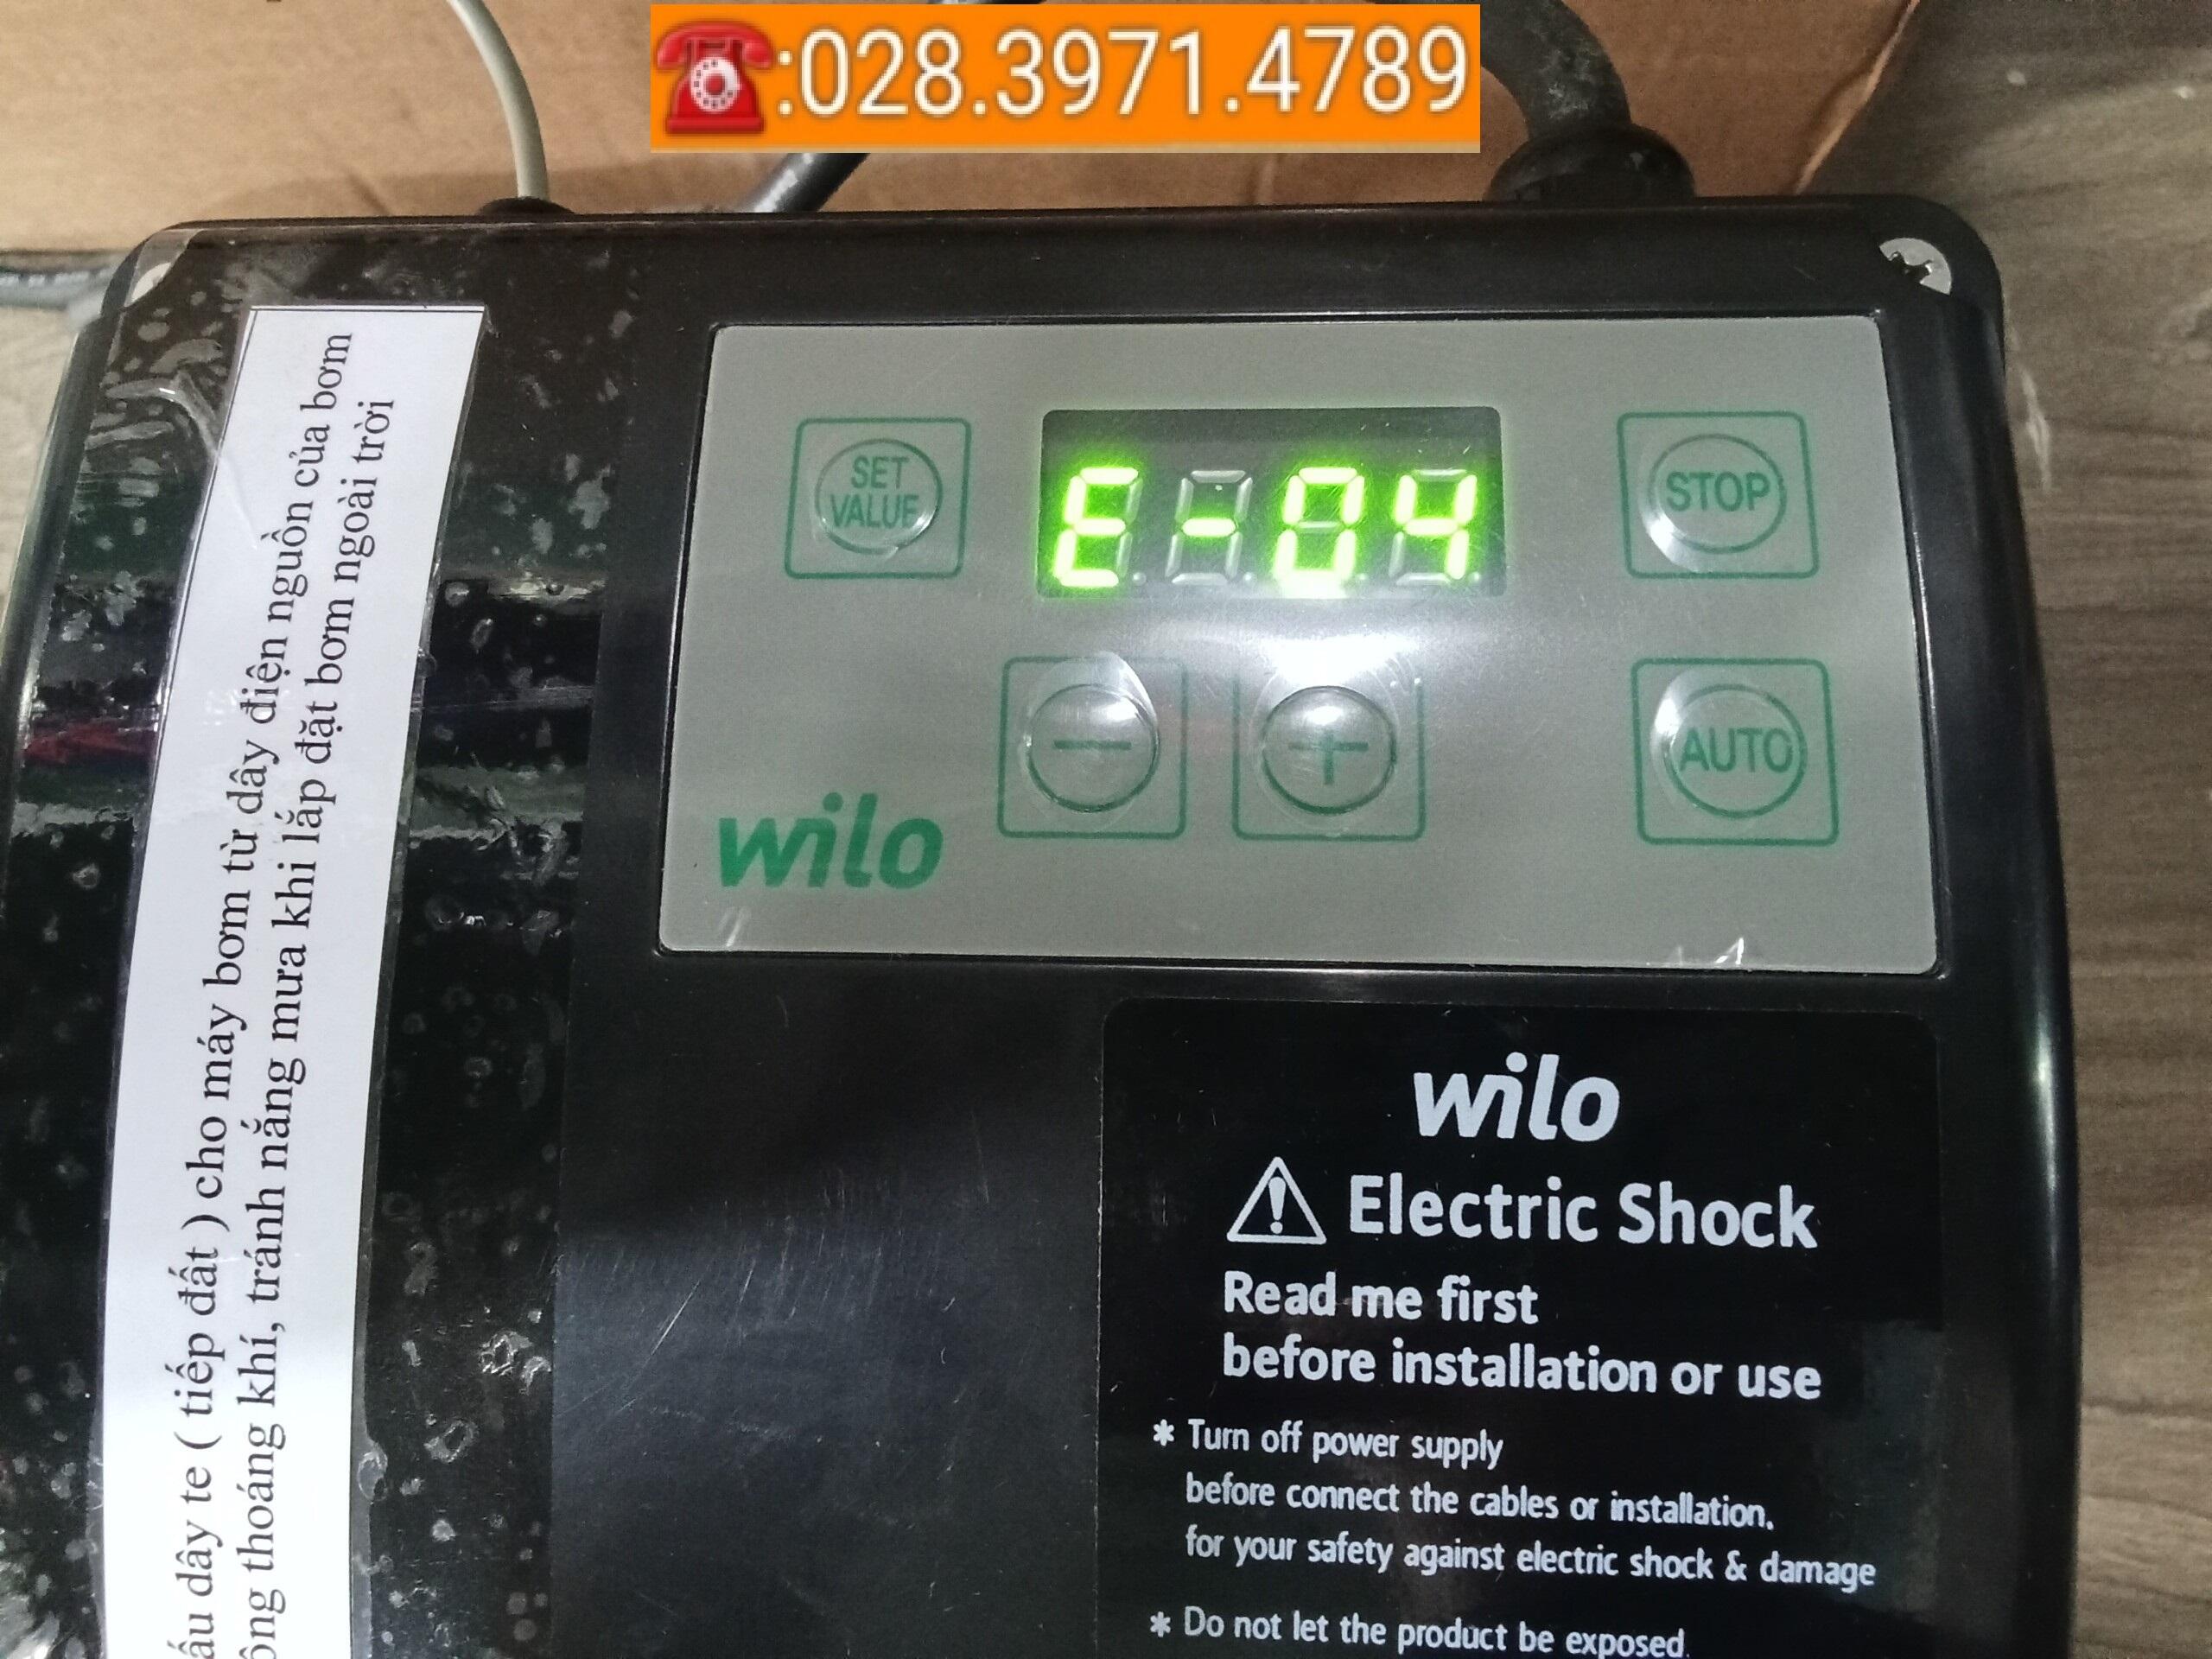 :028.3971.4789
SET
VALUE
E-04
STOP
AUTO
wilo
wilo
Electric Shock
Read me first
before installation or use
* Turn off power supply
before connect the cables or installation.
for your safety against electric shock & damage
* Do not let the product be exposed
dây te ( tiếp đất ) cho máy bơm từ dây điện nguồn của bơm
thoáng khí, tránh nắng mưa khi lắp đặt bơm ngoài trời